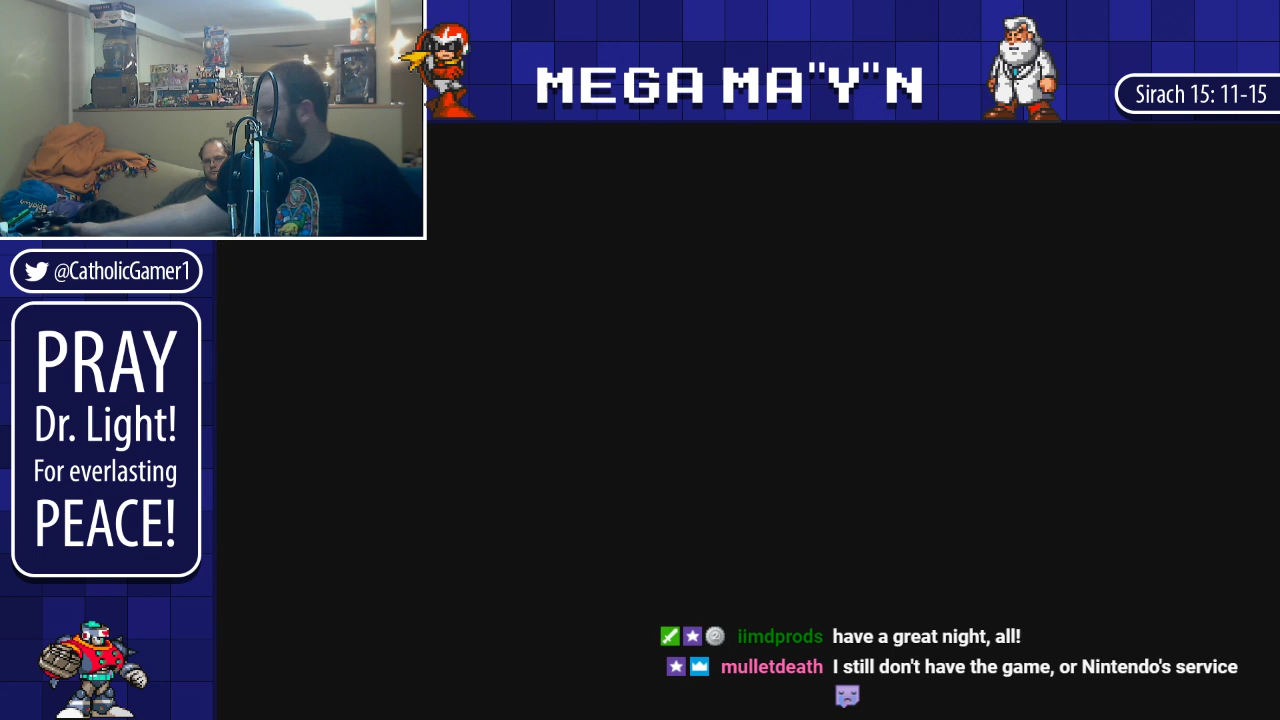 MEGA MA"Y"N
Sirach 15: 11-15
@CatholicGamer1
PRAY
Dr. Light!
For everlasting
PEACE!
iimdprods have a great night, all!
mulletdeath I still don't have the game, or Nintendo's service